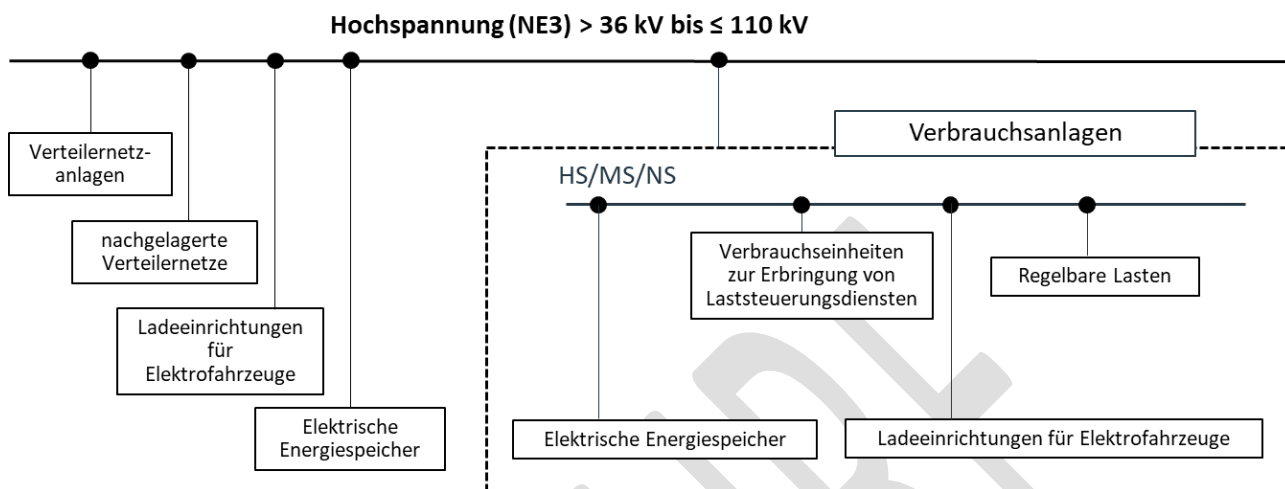 Hochspannung (NE3) > 36 kV bis ≤ 110 kV
Verteilernetz-
anlagen
nachgelagerte
Verteilernetze
Ladeeinrichtungen
für
Elektrofahrzeuge
Elektrische
Energiespeicher
Verbrauchsanlagen
HS/MS/NS
Verbrauchseinheiten
zur Erbringung von
Laststeuerungsdiensten
Regelbare Lasten
Elektrische Energiespeicher
Ladeeinrichtungen für Elektrofahrzeuge